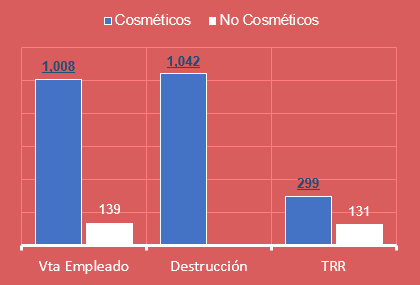 Cosméticos No Cosméticos
1,008
1,042
139
299
131
Vta Empleado Destrucción TRR